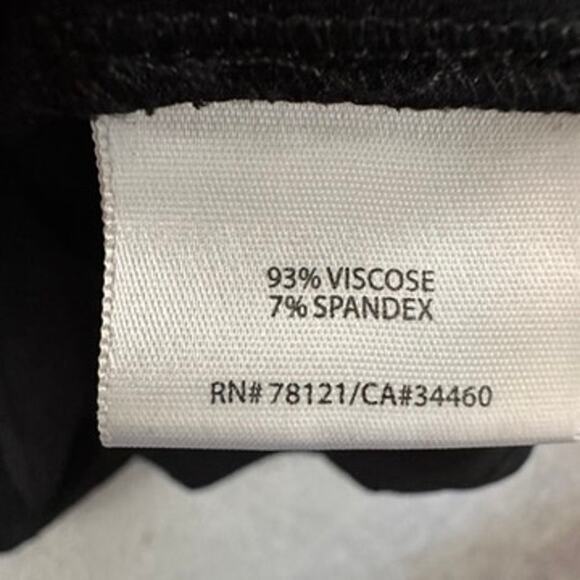 93% VISCOSE
7% SPANDEX
RN# 78121/CA#34460